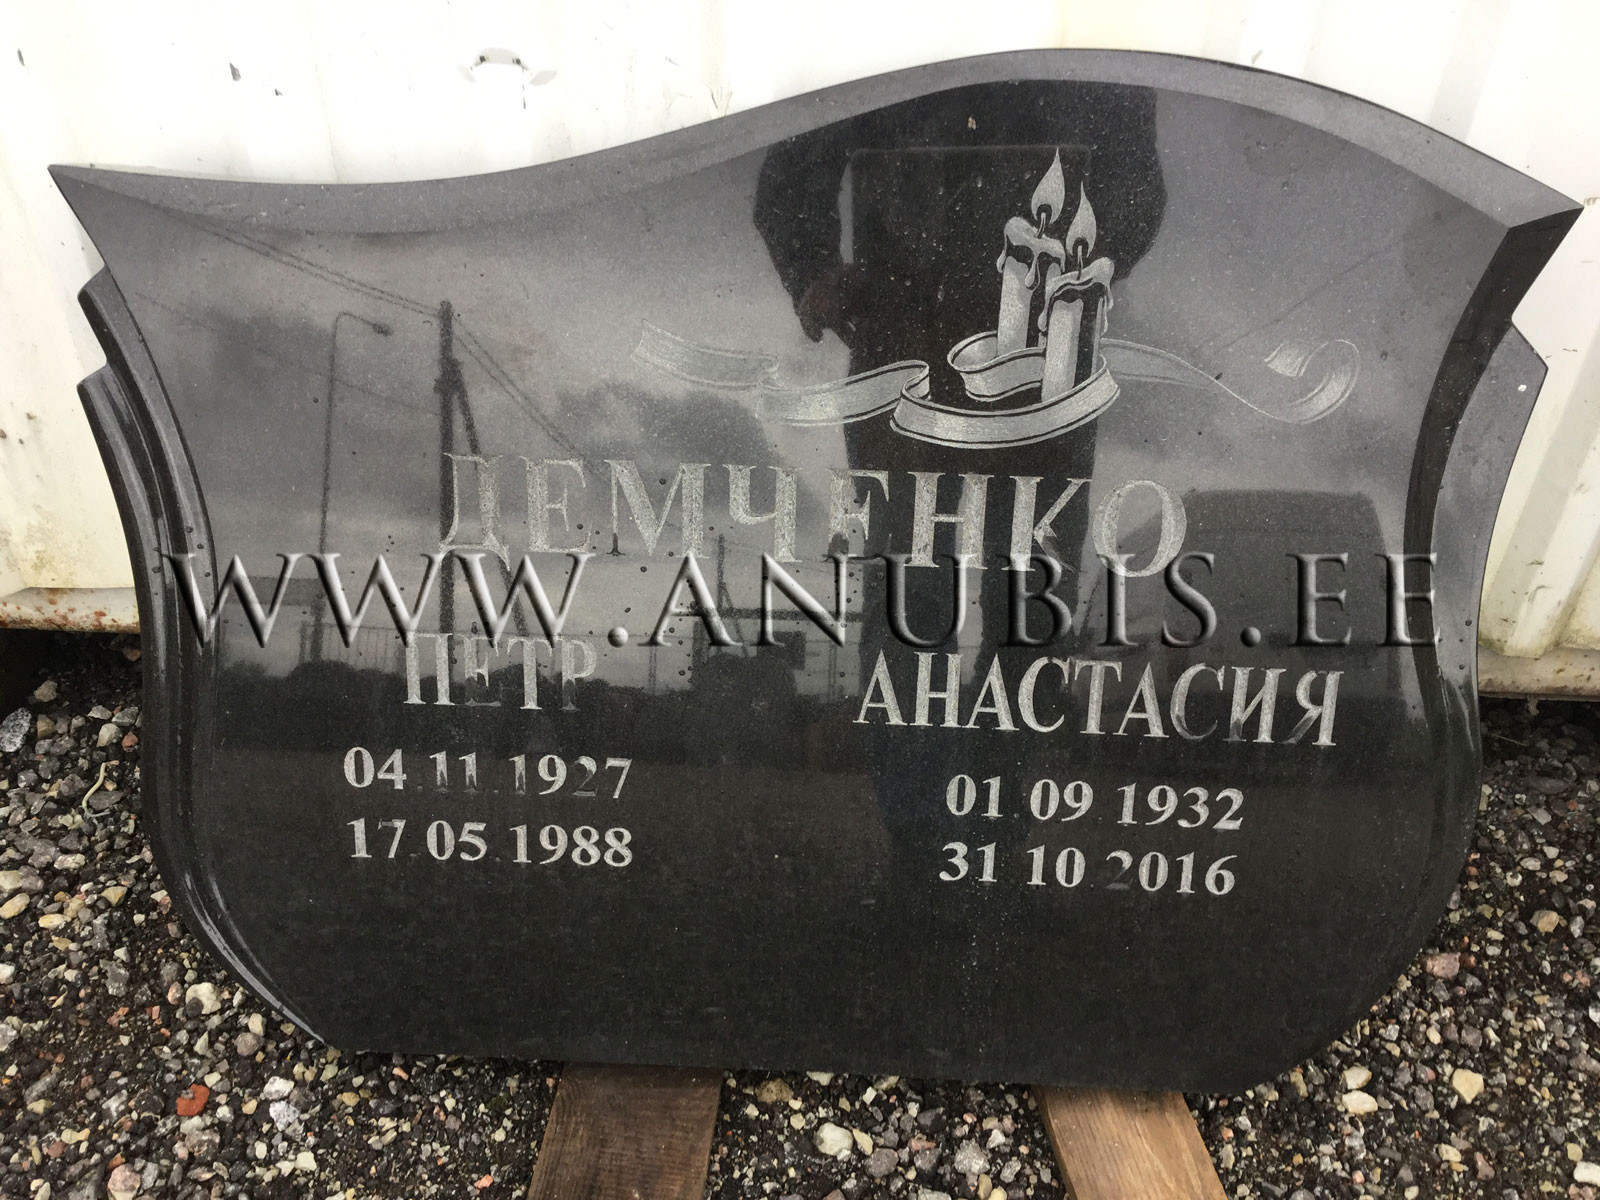 ДЕМЧЕНКО
WWW.ANUBIS.EE
ПЕТР
АНАСТАСИЯ
04.11.1927
17.05.1988
01.09.1932
31.10.2016